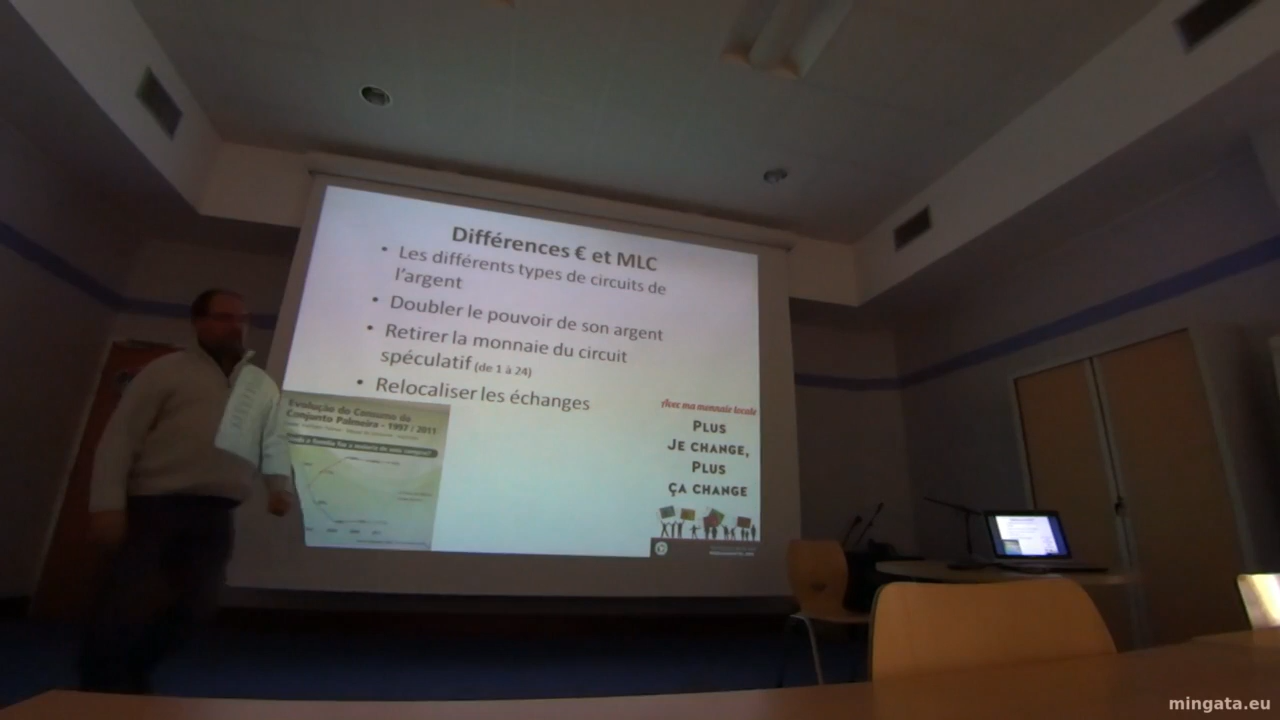 Différences € et MLC
• Les différents types de circuits de
l'argent
• Doubler le pouvoir de son argent
• Retirer la monnaie du circuit
spéculatif (de 1 à 24)
• Relocaliser les échanges
Evolução do Consumo do
Conjunto Palmeira - 1997 / 2011
Avec ma monnaie locale
PLUS
JE CHANGE,
PLUS
ÇA CHANGE
mingata.eu